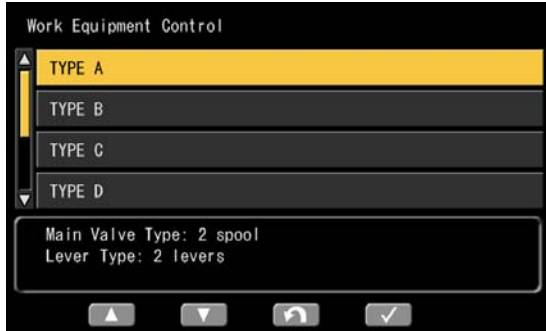 Work Equipment Control
TYPE A
TYPE B
TYPE C
TYPE D
Main Valve Type: 2 spool
Lever Type: 2 levers